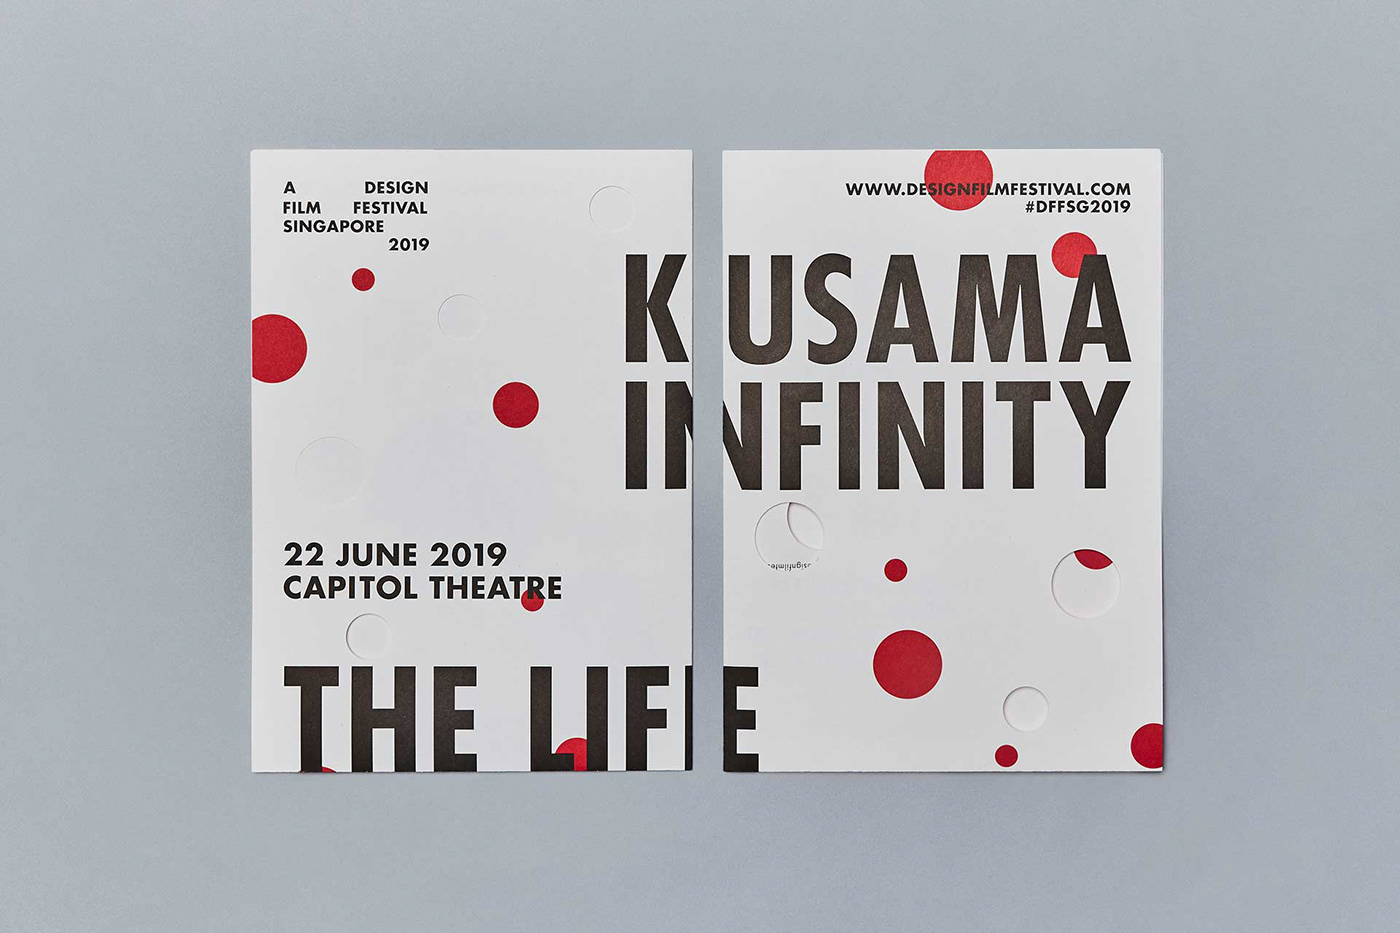 A DESIGN
FILM FESTIVAL
SINGAPORE
2019
WWW.DESIGNFILMFESTIVAL.COM
#DFFSG2019
KUSAMA
INFINITY
22 JUNE 2019
CAPITOL THEATRE
THE LIFE